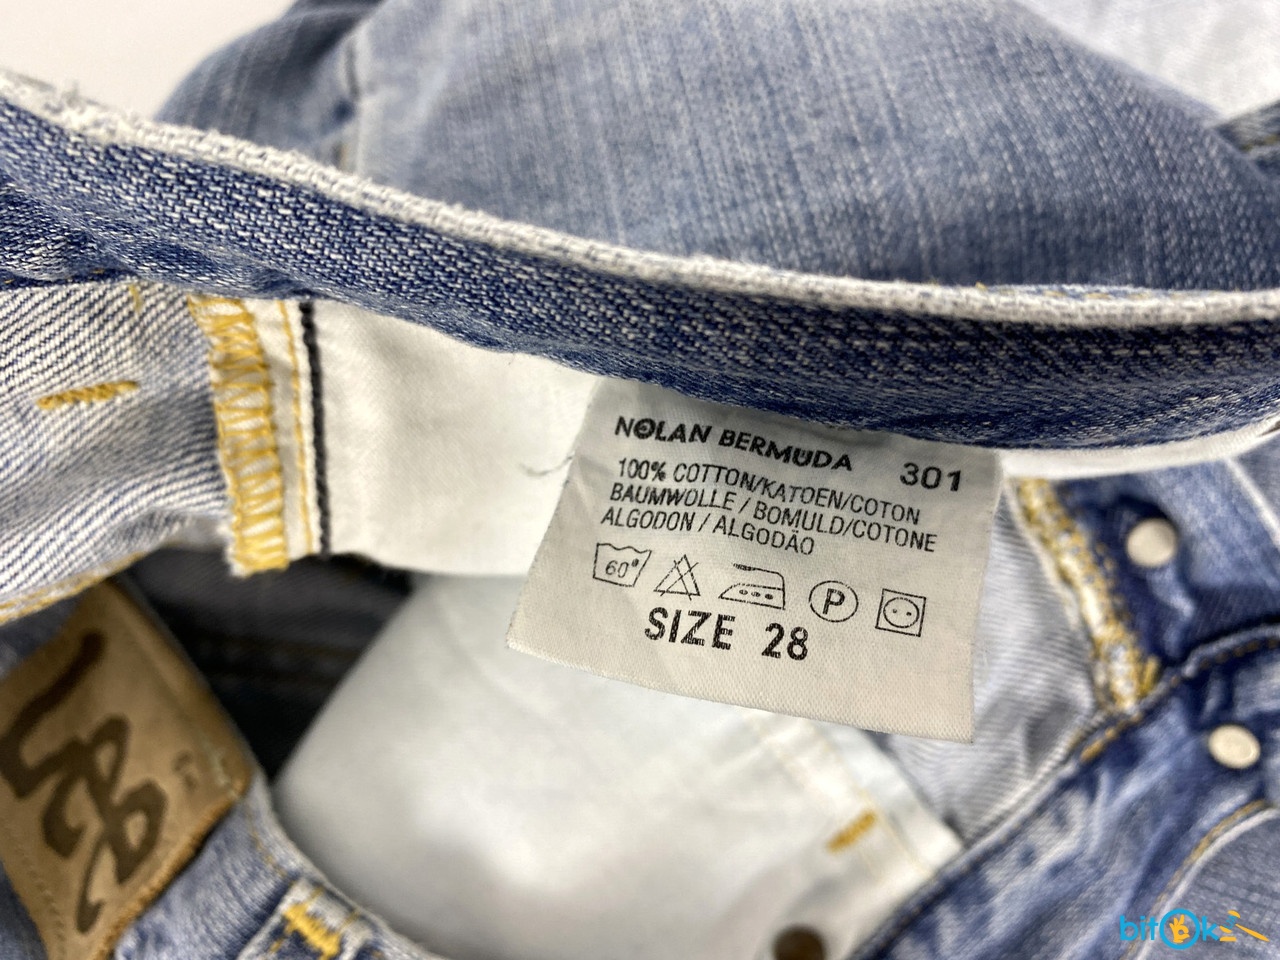 NOLAN BERMUDA 301
100% COTTON/KATOEN/COTON
BAUMWOLLE / BOMULD/COTONE
ALGODON / ALGODÃO
60°
P
SIZE 28
Lee
bitOk